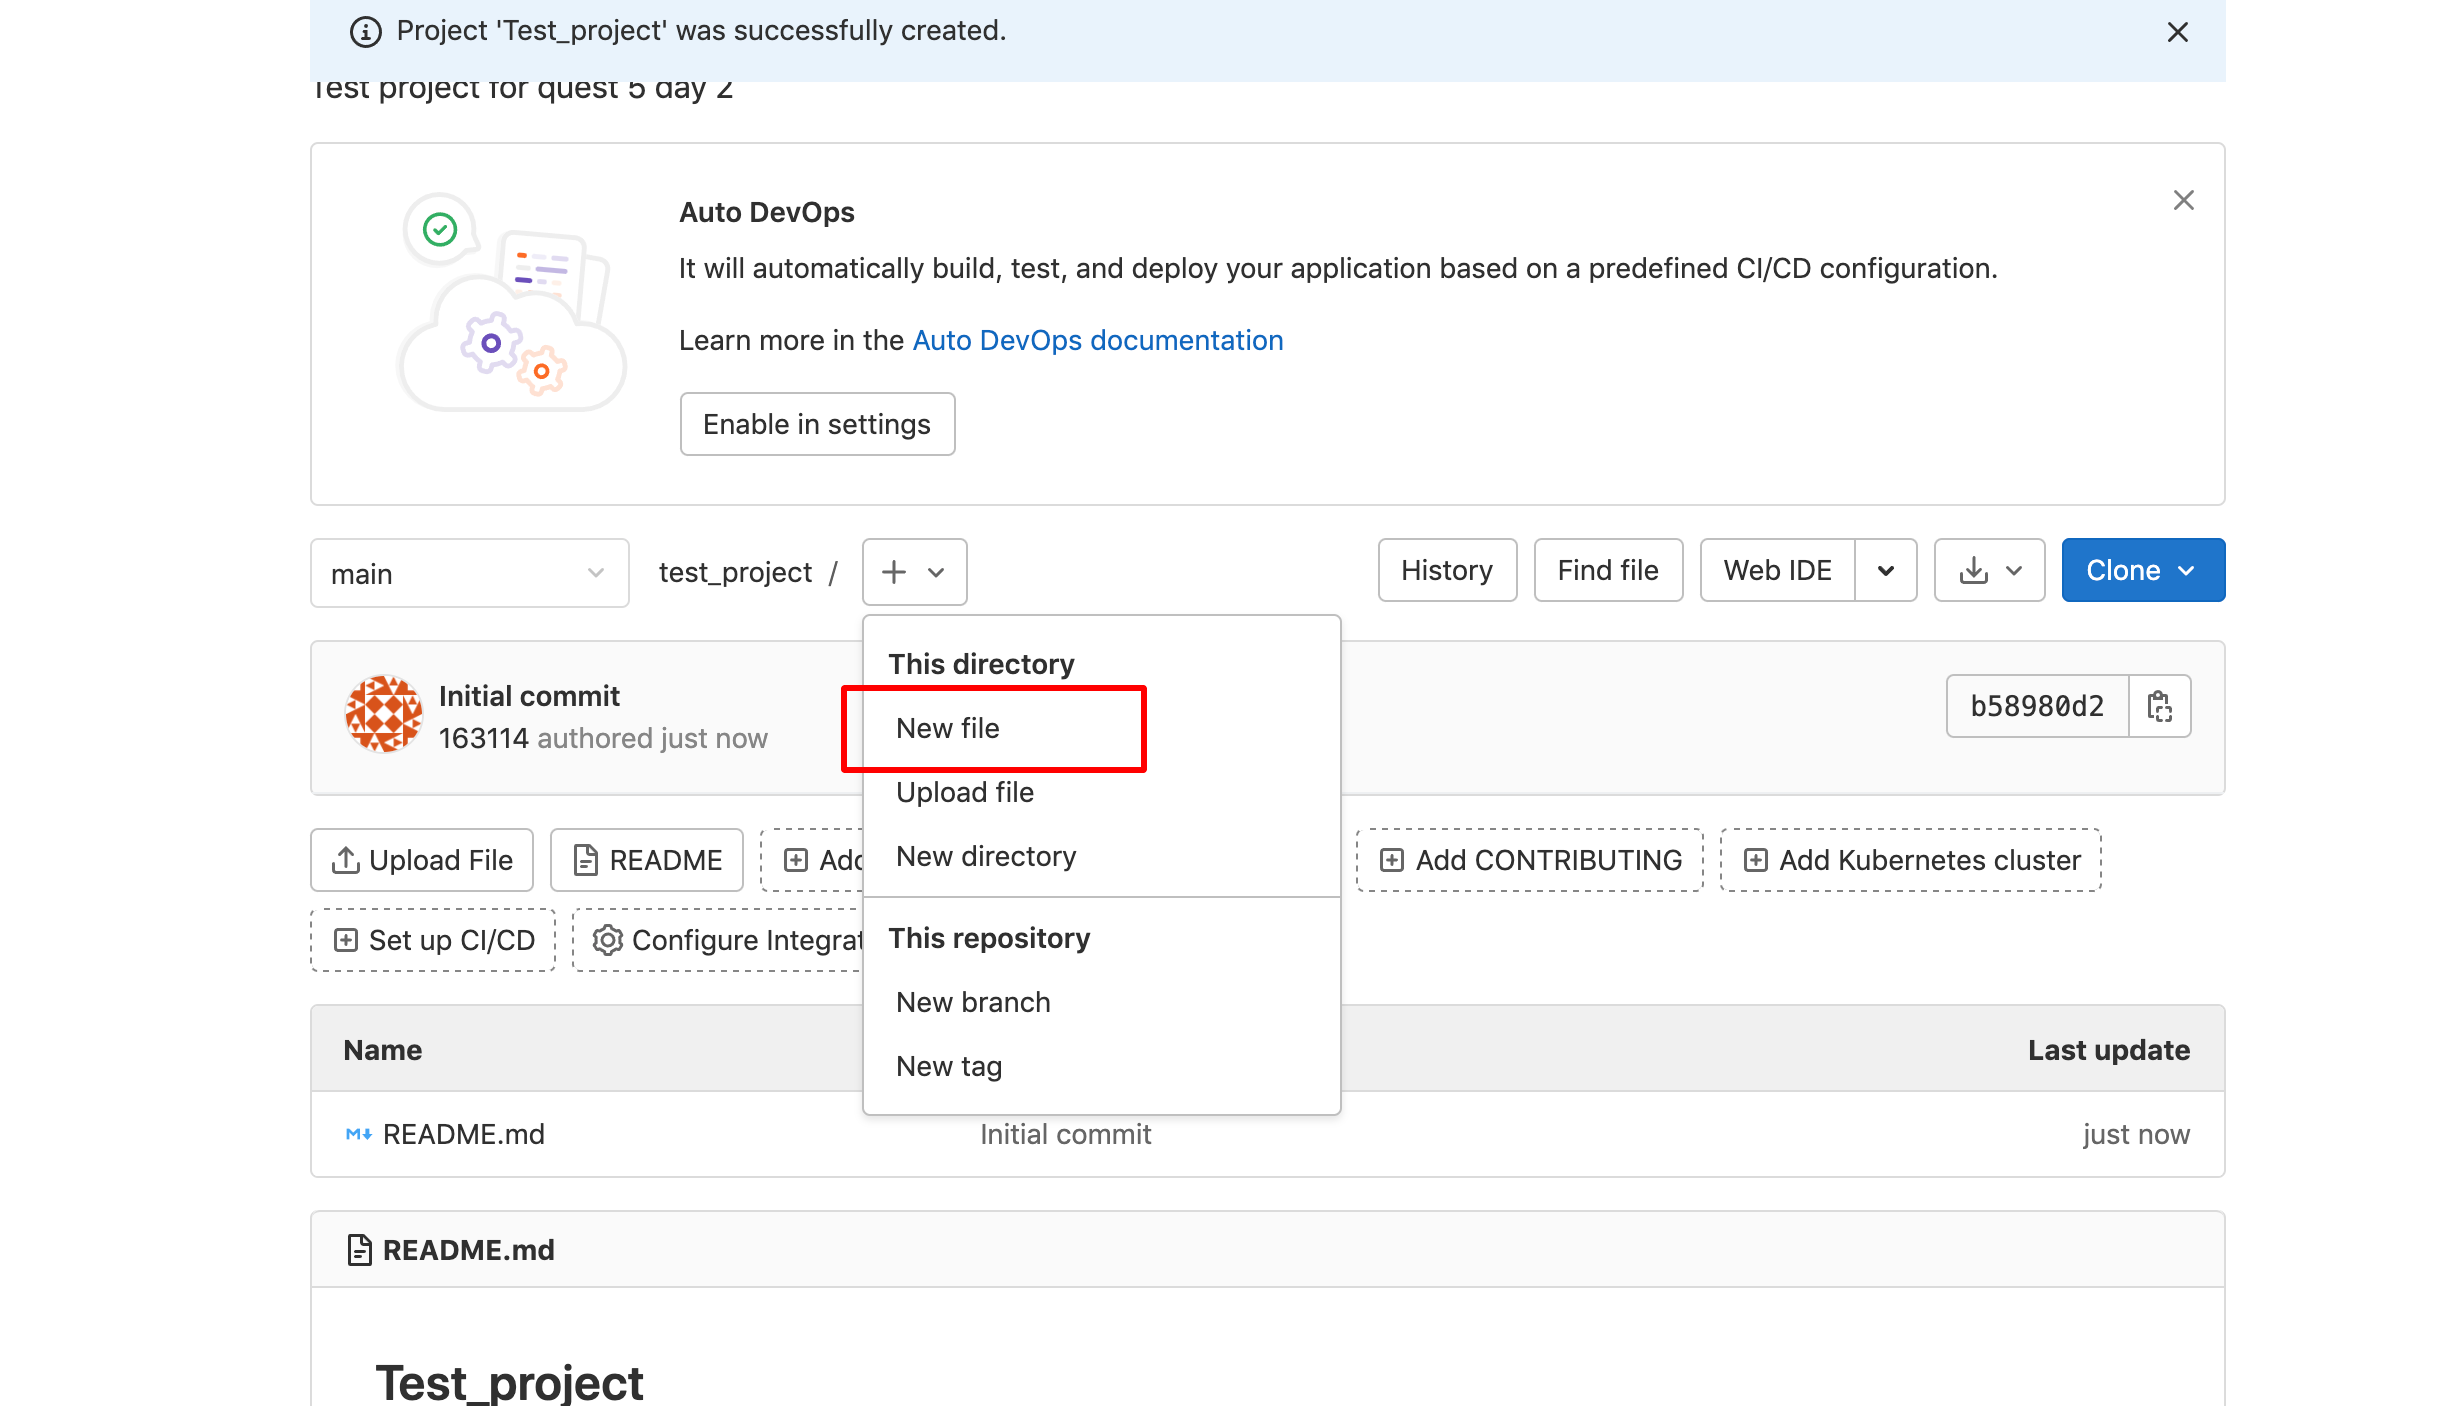 Project 'Test_project' was successfully created.
Test project for quest 5 day 2
Auto DevOps
It will automatically build, test, and deploy your application based on a predefined CI/CD configuration.
Learn more in the Auto DevOps documentation
Enable in settings
main
test_project /
History
Find file
Web IDE
Clone
This directory
New file
Upload file
New directory
This repository
New branch
New tag
Initial commit
163114 authored just now
b58980d2
Upload File
README
Add
Add CONTRIBUTING
Add Kubernetes cluster
Set up CI/CD
Configure Integrat
Name
Last update
README.md
Initial commit
just now
README.md
Test_project